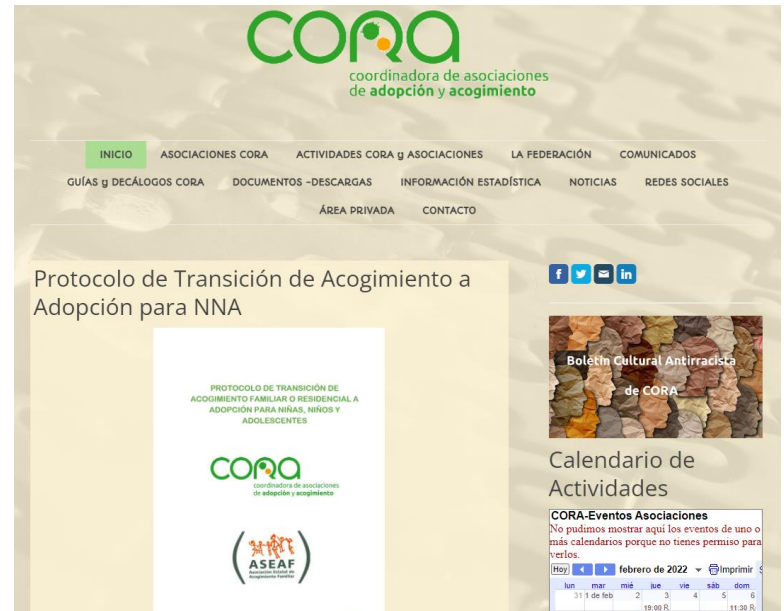 CORA
coordinadora de asociaciones
de adopción y acogimiento
INICIO ASOCIACIONES CORA ACTIVIDADES CORA y ASOCIACIONES LA FEDERACIÓN COMUNICADOS
GUÍAS y DECÁLOGOS CORA DOCUMENTOS -DESCARGAS INFORMACIÓN ESTADÍSTICA NOTICIAS REDES SOCIALES
ÁREA PRIVADA CONTACTO
Protocolo de Transición de Acogimiento a
Adopción para NNA
PROTOCOLO DE TRANSICIÓN DE
ACOGIMIENTO FAMILIAR O RESIDENCIAL A
ADOPCIÓN PARA NIÑAS, NIÑOS Y
ADOLESCENTES
CORA
coordinadora de asociaciones
de adopción y acogimiento
ASEAF
Asociación Estatal de
Acogimiento Familiar
Boletín Cultural Antirracista
de CORA
Calendario de
Actividades
CORA-Eventos Asociaciones
No pudimos mostrar aquí los eventos de uno o
más calendarios porque no tienes permiso para
verlos.
Hoy febrero de 2022 Imprimir
lun mar mié jue vie sáb dom
31 1 de feb 2 3 4 5 6
19:00 R 11:30 R